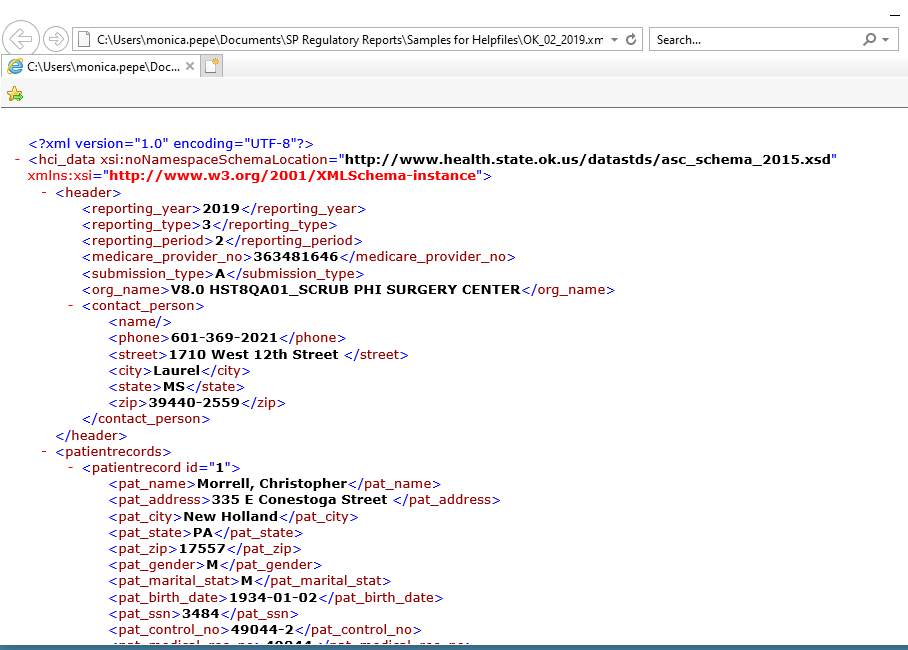 C:\Users\monica.pepe\Documents\SP Regulatory Reports\Samples for Helpfiles\OK_02_2019.xm
Search...
C:\Users\monica.pepe\Doc...
<?xml version="1.0" encoding="UTF-8"?>
- <hci_data xsi:noNamespaceSchemaLocation="http://www.health.state.ok.us/datastds/asc_schema_2015.xsd"
xmlns:xsi="http://www.w3.org/2001/XMLSchema-instance">
- <header>
<reporting_year>2019</reporting_year>
<reporting_type>3</reporting_type>
<reporting_period>2</reporting_period>
<medicare_provider_no>363481646</medicare_provider_no>
<submission_type>A</submission_type>
<org_name>V8.0 HST8QA01_SCRUB PHI SURGERY CENTER</org_name>
- <contact_person>
<name/>
<phone>601-369-2021</phone>
<street>1710 West 12th Street </street>
<city>Laurel</city>
<state>MS</state>
<zip>39440-2559</zip>
</contact_person>
</header>
- <patientrecords>
- <patientrecord id="1">
<pat_name>Morrell, Christopher</pat_name>
<pat_address>335 E Conestoga Street </pat_address>
<pat_city>New Holland</pat_city>
<pat_state>PA</pat_state>
<pat_zip>17557</pat_zip>
<pat_gender>M</pat_gender>
<pat_marital_stat>M</pat_marital_stat>
<pat_birth_date>1934-01-02</pat_birth_date>
<pat_ssn>3484</pat_ssn>
<pat_control_no>49044-2</pat_control_no>